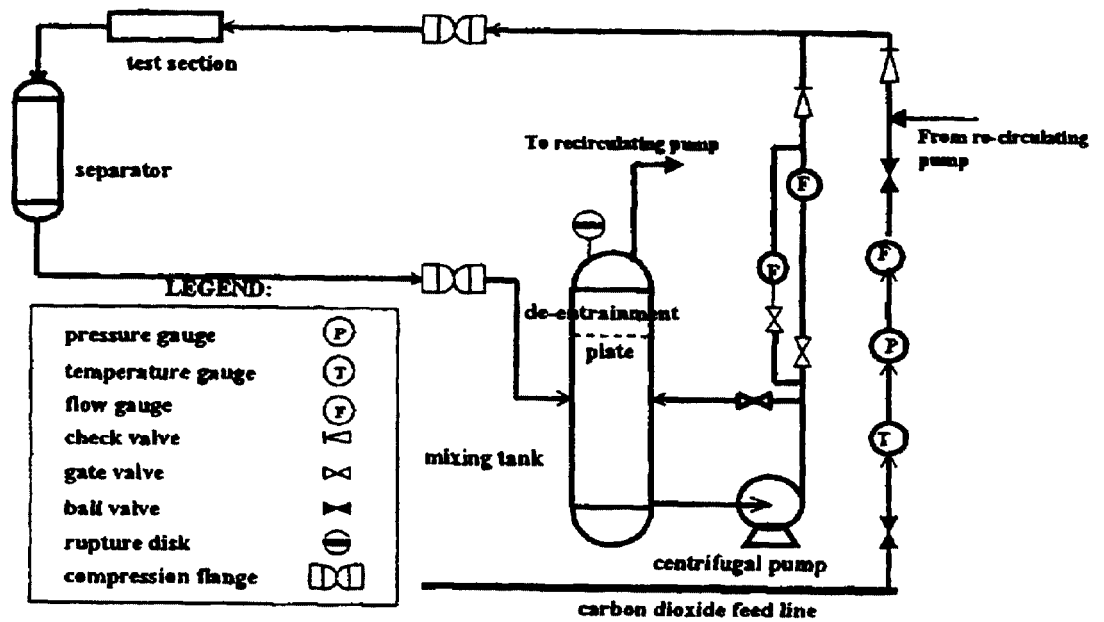 test section
To recirculating pump
From re-circulating
pump
separator
F
F
F
LEGEND:
de-entrainment
plate
pressure gauge P
temperature gauge T
flow gauge F
check valve
gate valve
ball valve
rupture disk
compression flange
P
T
mixing tank
centrifugal pump
carbon dioxide feed line